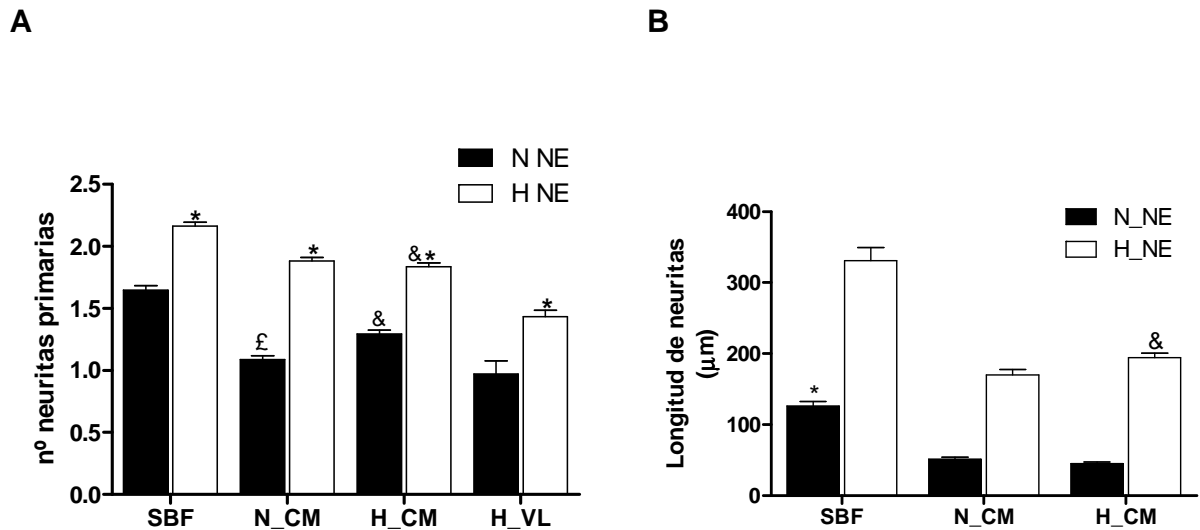 A
N NE
H NE
nº neuritas primarias
2.5
2.0
1.5
1.0
0.5
0.0
*
*
&*
*
£
&
SBF
N_CM
H_CM
H_VL
B
N_NE
H_NE
Longitud de neuritas
(μm)
400
300
200
100
0
*
&
SBF
N_CM
H_CM